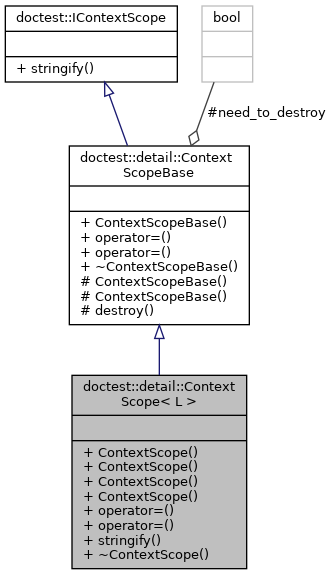 doctest::IContextScope
+ stringify()
bool
#need_to_destroy
doctest::detail::Context
ScopeBase
+ ContextScopeBase()
+ operator=()
+ operator=()
+ ~ContextScopeBase()
# ContextScopeBase()
# ContextScopeBase()
# destroy()
doctest::detail::Context
Scope< L >
+ ContextScope()
+ ContextScope()
+ ContextScope()
+ ContextScope()
+ operator=()
+ operator=()
+ stringify()
+ ~ContextScope()